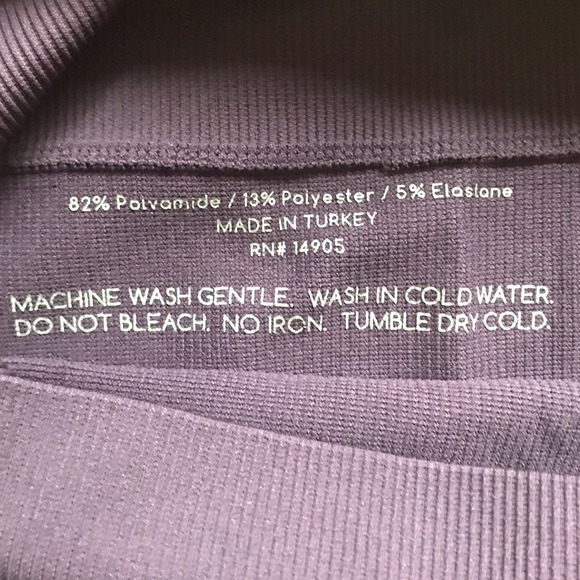 82% Polyamide / 13% Polyester / 5% Elastane
MADE IN TURKEY
RN# 14905
MACHINE WASH GENTLE. WASH IN COLD WATER.
DO NOT BLEACH. NO IRON. TUMBLE DRY COLD.